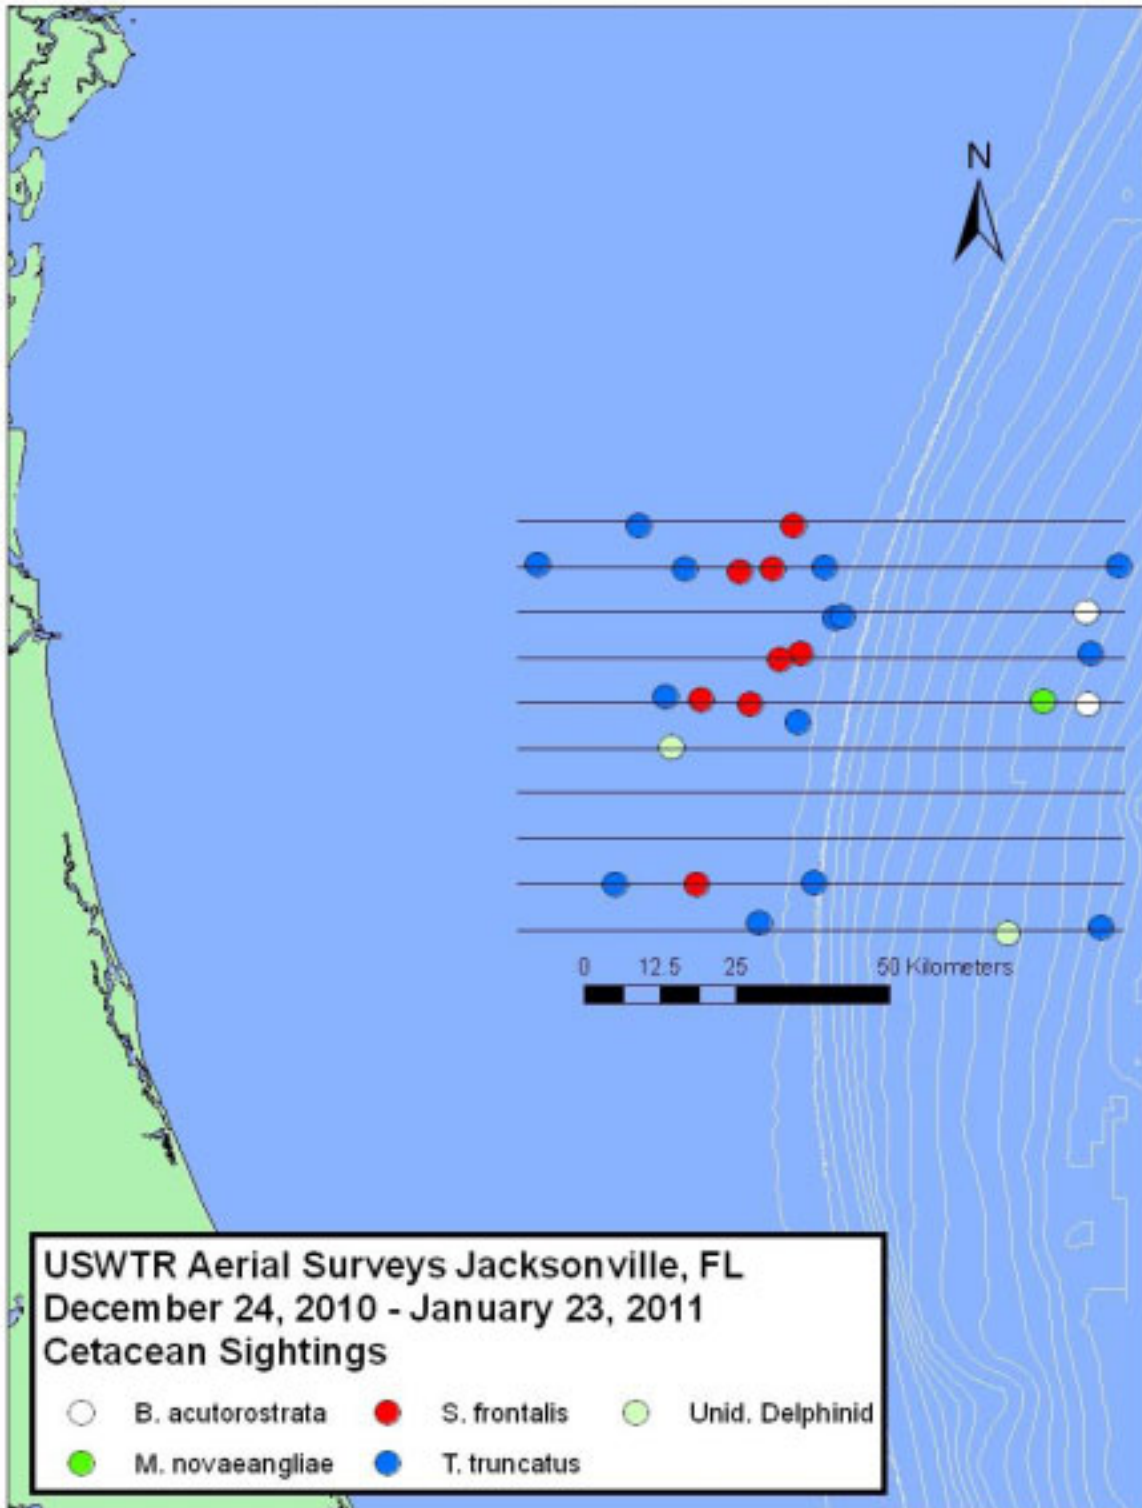 N
0 12.5 25 50 Kilometers
USWTR Aerial Surveys Jacksonville, FL
December 24, 2010 - January 23, 2011
Cetacean Sightings
B. acutorostrata S. frontalis Unid. Delphinid
M. novaeangliae T. truncatus